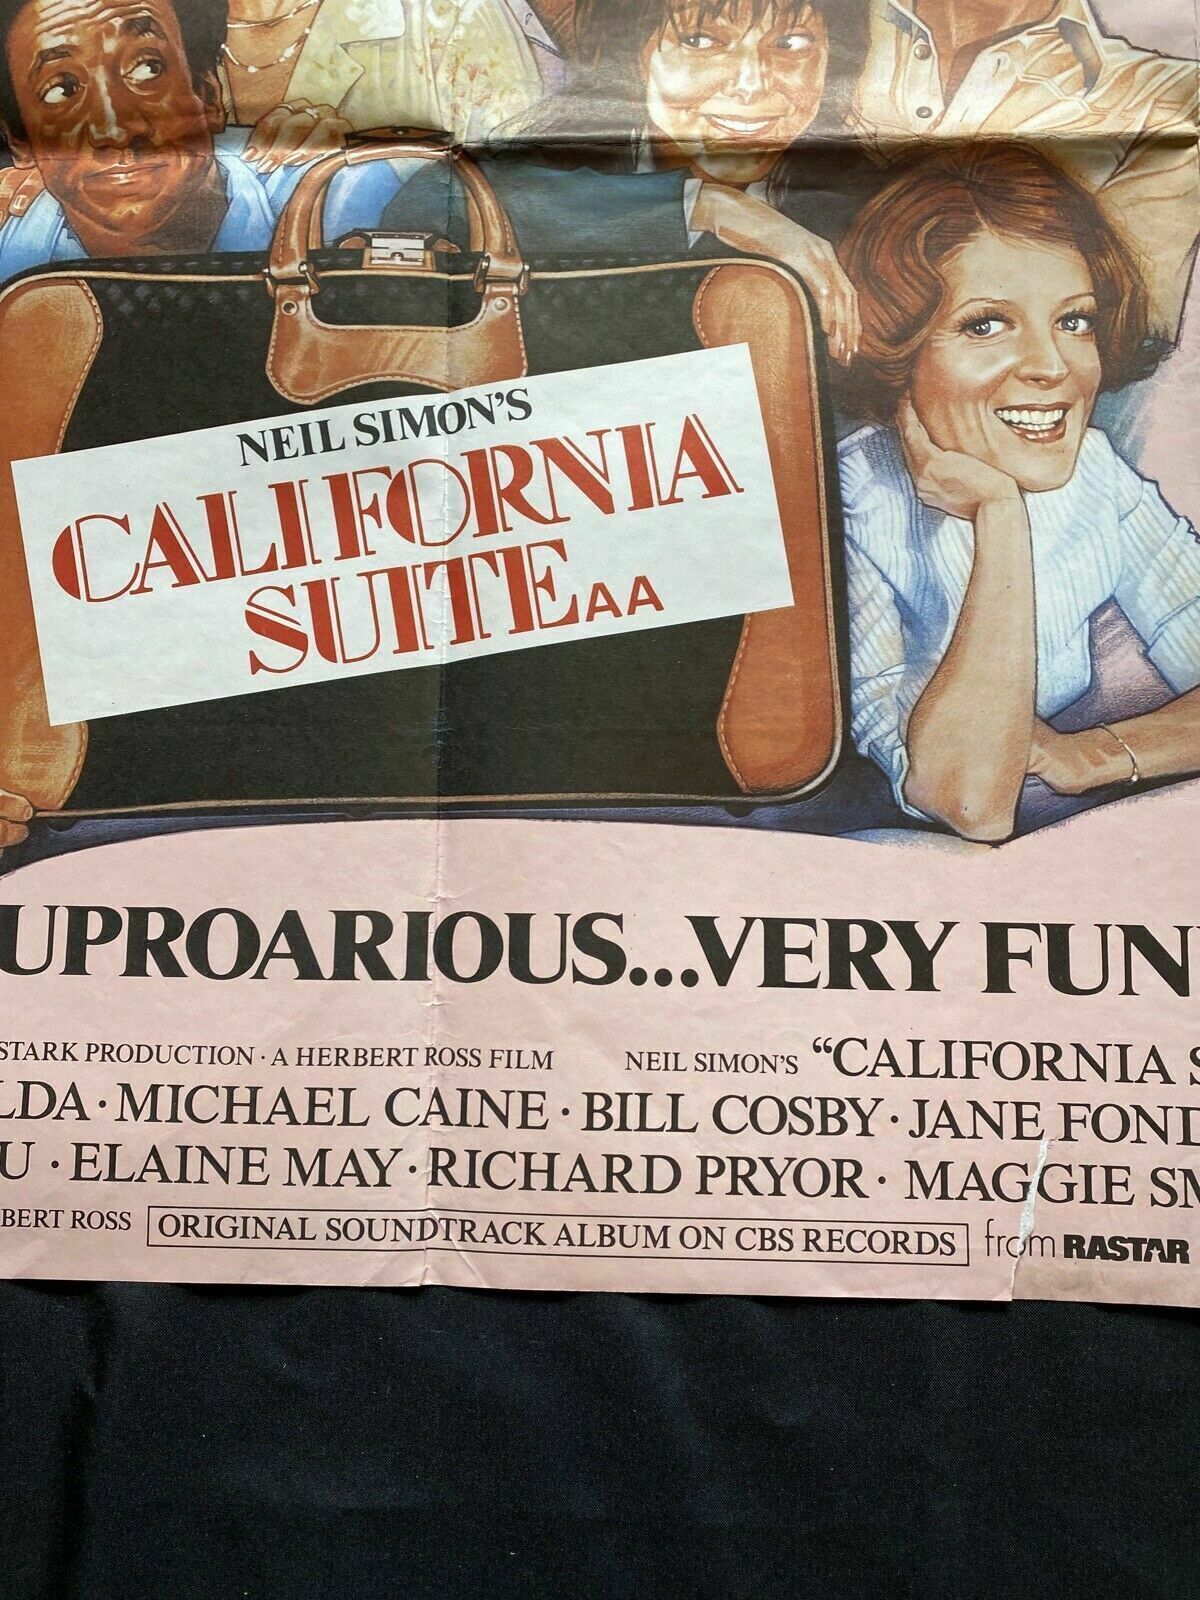 NEIL SIMON'S
CALIFORNIA
SUITE AA
UPROARIOUS...VERY FUN
STARK PRODUCTION · A HERBERT ROSS FILM NEIL SIMON'S "CALIFORNIA S
LDA · MICHAEL CAINE · BILL COSBY · JANE FOND
U · ELAINE MAY · RICHARD PRYOR · MAGGIE SM
BERT ROSS ORIGINAL SOUNDTRACK ALBUM ON CBS RECORDS from RASTAR